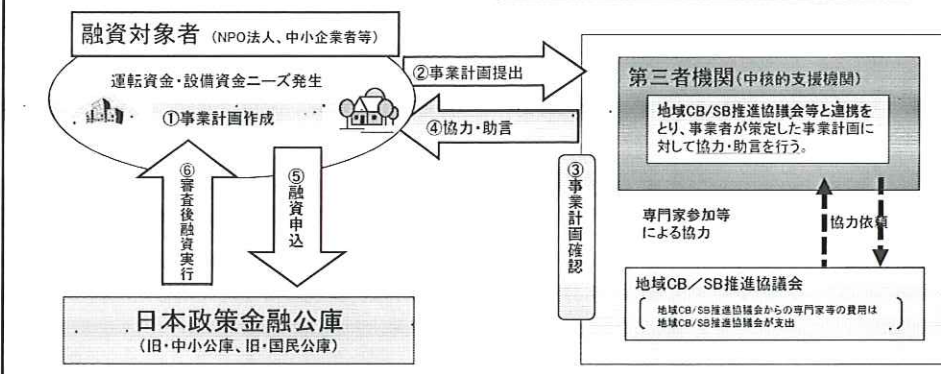 融資対象者 (NPO法人、中小企業者等)
運転資金・設備資金ニーズ発生
①事業計画作成
②事業計画提出
④協力・助言
③事業計画確認
第三者機関(中核的支援機関)
地域CB/SB推進協議会等と連携を
とり、事業者が策定した事業計画に
対して協力・助言を行う。
専門家参加等
による協力
協力依頼
地域CB/SB推進協議会
地域CB/SB推進協議会からの専門家等の費用は
地域CB/SB推進協議会が支出
⑥審査後融資実行
⑤融資申込
日本政策金融公庫
(旧・中小公庫、旧・国民公庫)